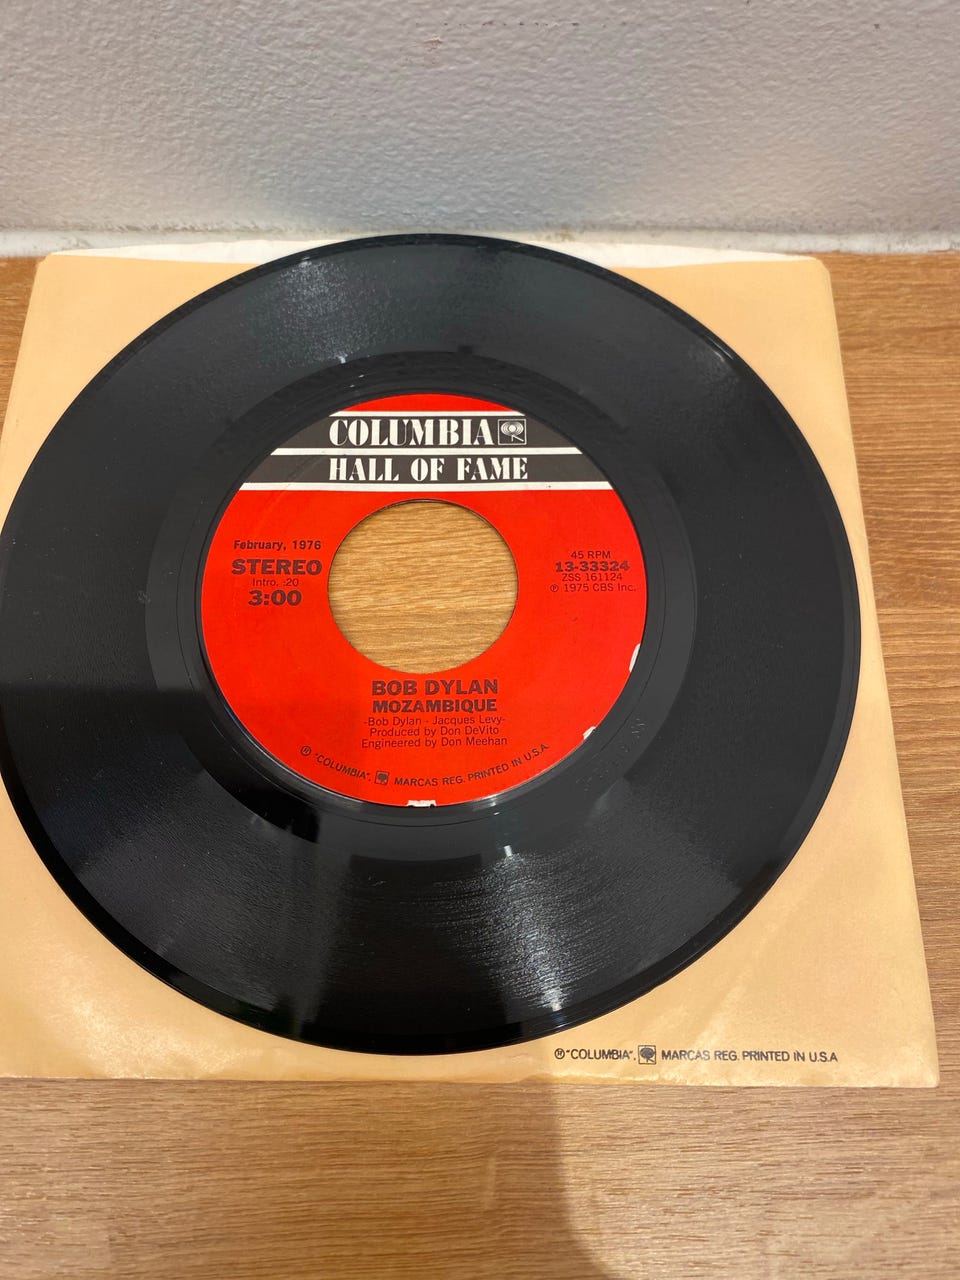 COLUMBIA
HALL OF FAME
February, 1976
STEREO
Intro. :20
3:00
45 RPM
13-33324
ZSS 161124
Ⓟ 1975 CBS Inc.
BOB DYLAN
MOZAMBIQUE
-Bob Dylan - Jacques Levy-
Produced by Don DeVito
Engineered by Don Meehan
® "COLUMBIA", MARCAS REG. PRINTED IN U.S.A.
®"COLUMBIA", MARCAS REG. PRINTED IN U.S.A